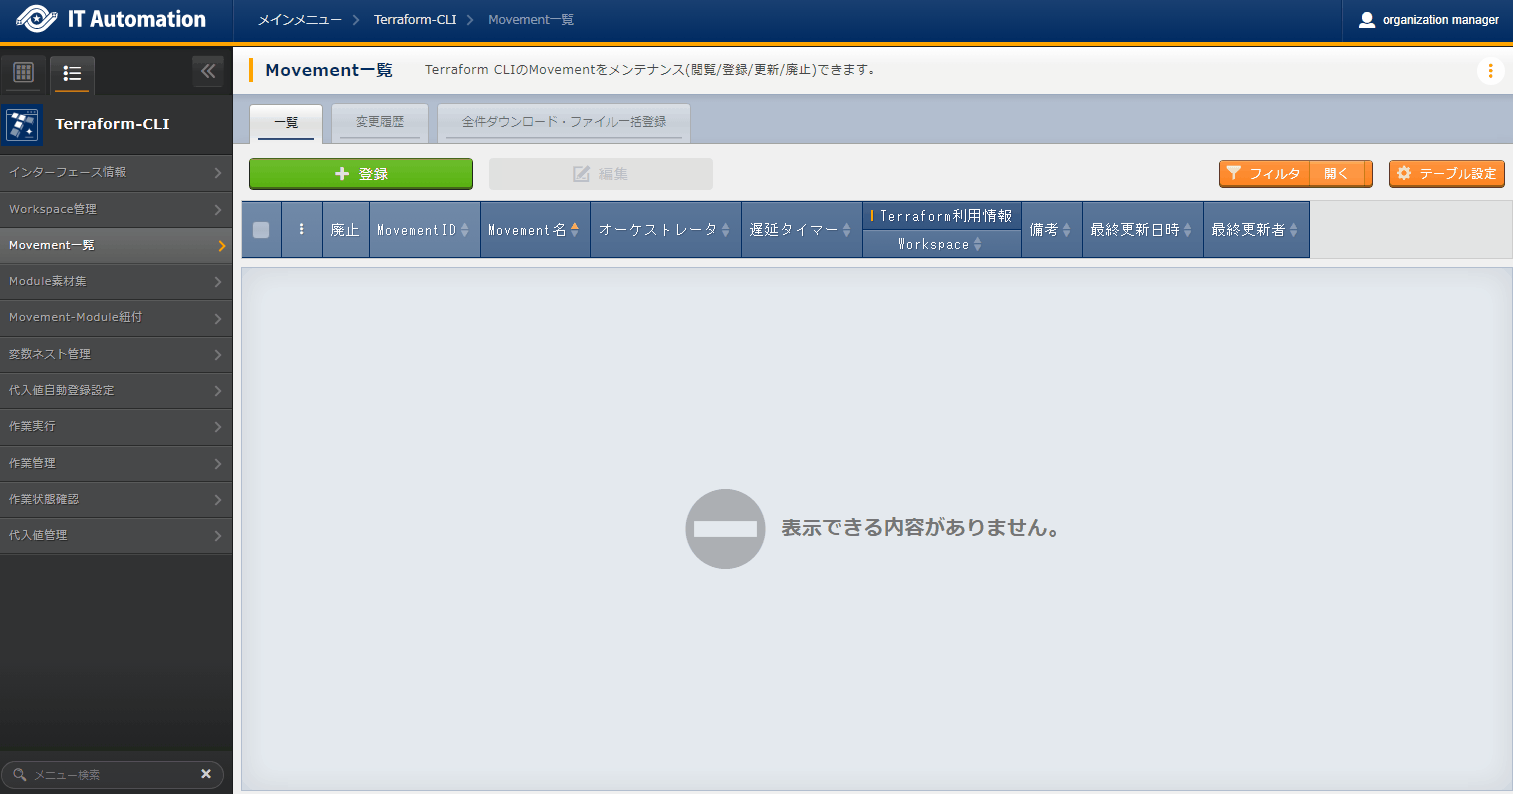 IT Automation
メインメニュー
Terraform-CLI
Movement一覧
organization manager
Terraform-CLI
インターフェース情報
Workspace管理
Movement一覧
Module素材集
Movement-Module紐付
変数ネスト管理
代入値自動登録設定
作業実行
作業管理
作業状態確認
代入値管理
メニュー検索
Movement一覧
Terraform CLIのMovementをメンテナンス(閲覧/登録/更新/廃止)できます。
一覧
変更履歴
全件ダウンロード・ファイル一括登録
登録
編集
フィルタ
開く
テーブル設定
廃止
MovementID
Movement名
オーケストレータ
遅延タイマー
Terraform利用情報
Workspace
備考
最終更新日時
最終更新者
表示できる内容がありません。